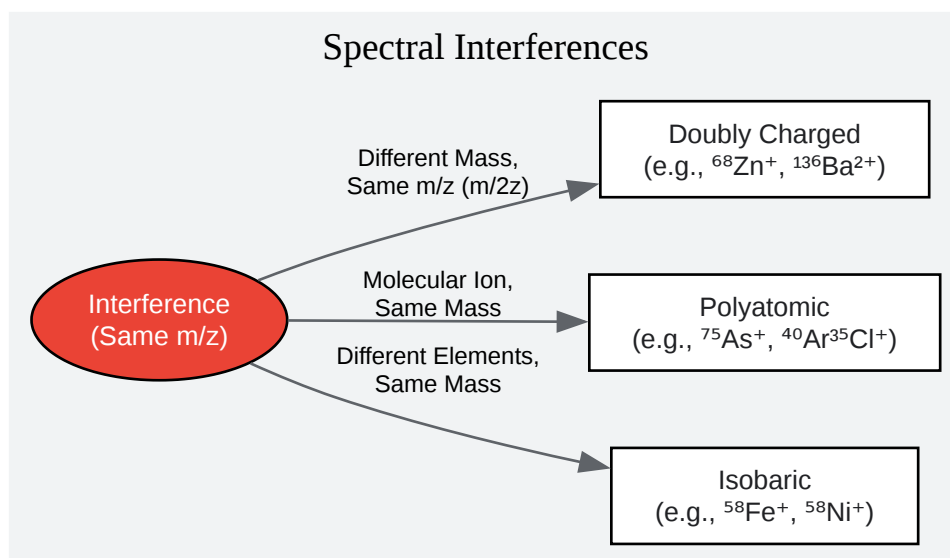 Spectral Interferences
Different Mass,
Same m/z (m/2z)
Doubly Charged
(e.g., ⁶⁸Zn⁺, ¹³⁶Ba²⁺)
Interference
(Same m/z)
Molecular Ion,
Same Mass
Polyatomic
(e.g., ⁷⁵As⁺, ⁴⁰Ar³⁵Cl⁺)
Different Elements,
Same Mass
Isobaric
(e.g., ⁵⁸Fe⁺, ⁵⁸Ni⁺)